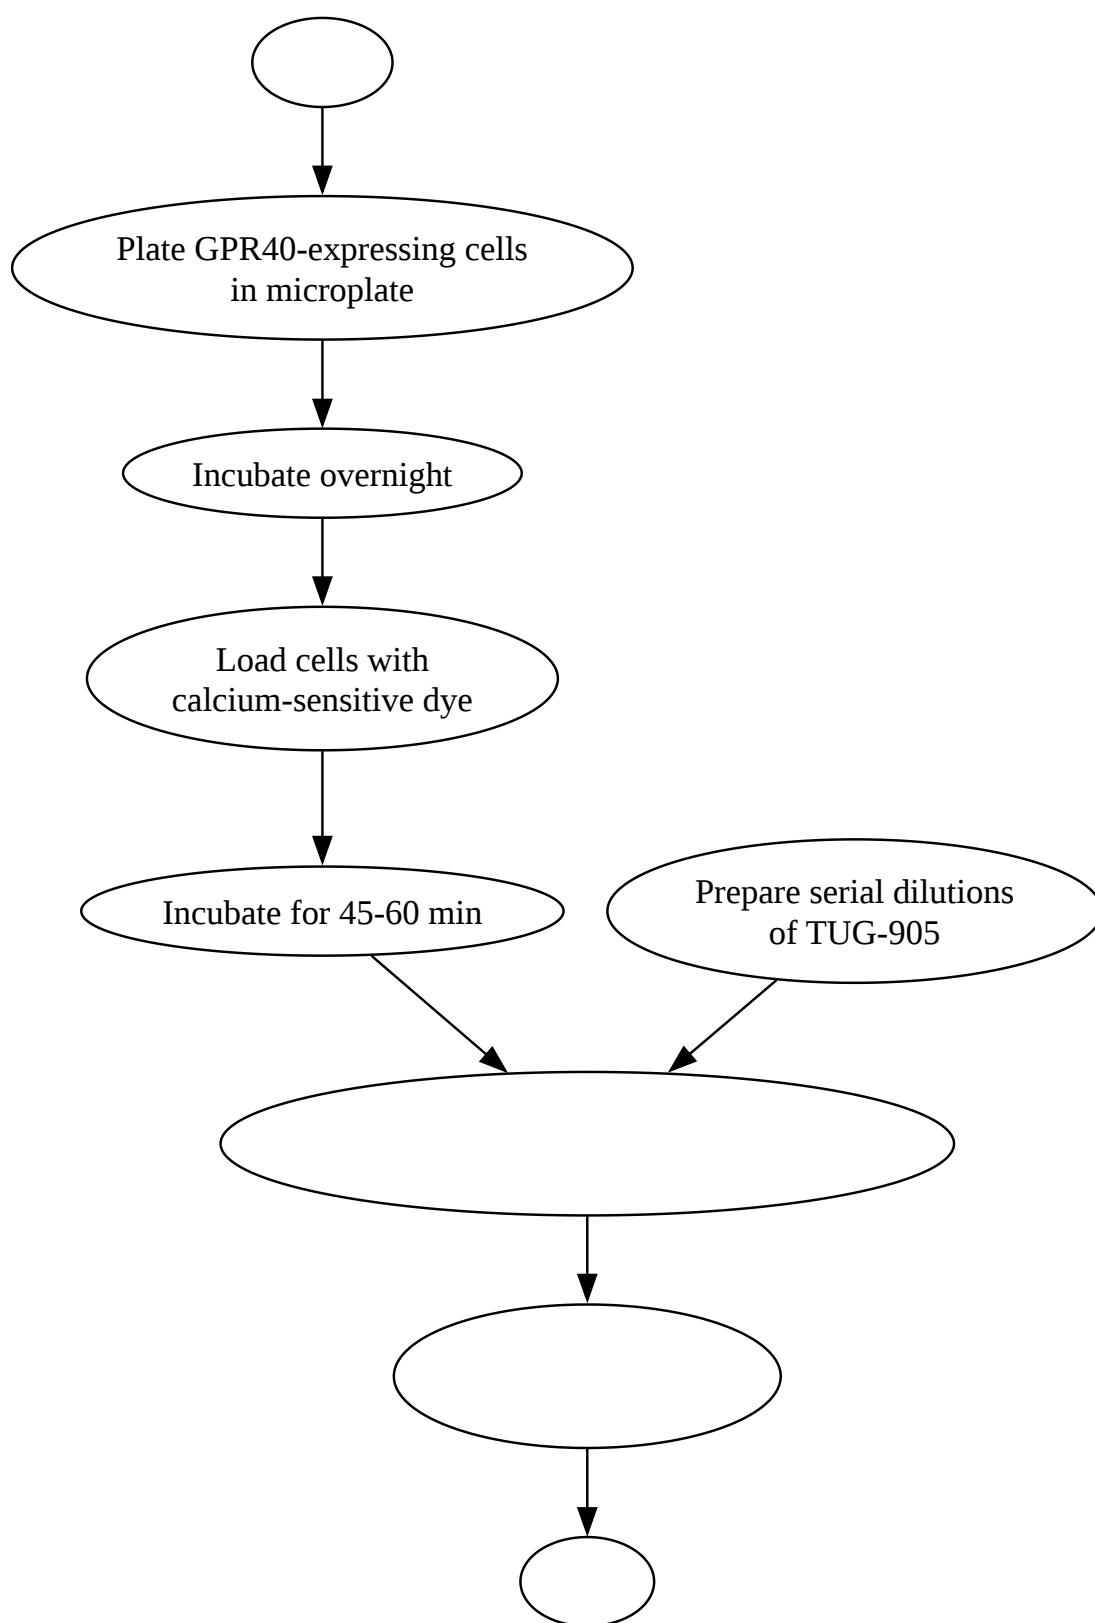 Plate GPR40-expressing cells
in microplate
Incubate overnight
Load cells with
calcium-sensitive dye
Incubate for 45-60 min
Prepare serial dilutions
of TUG-905